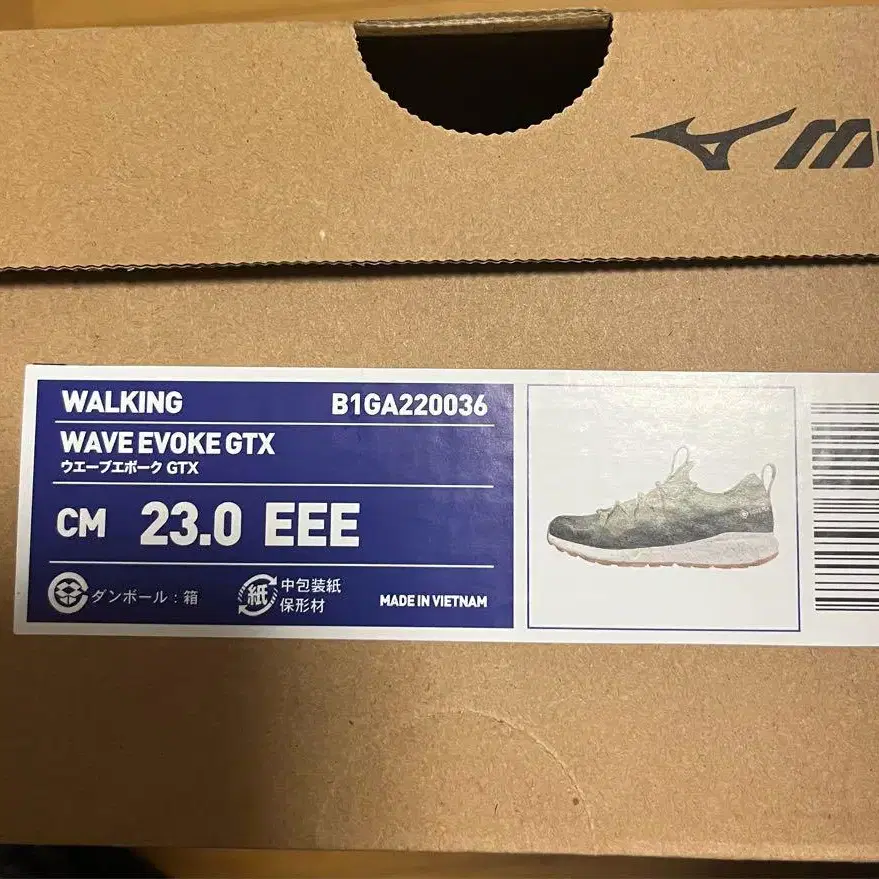 WALKING B1GA220036
WAVE EVOKE GTX
ウエーブエボーク GTX
CM 23.0 EEE
ダンボール：箱
紙 中包装紙
保形材
MADE IN VIETNAM